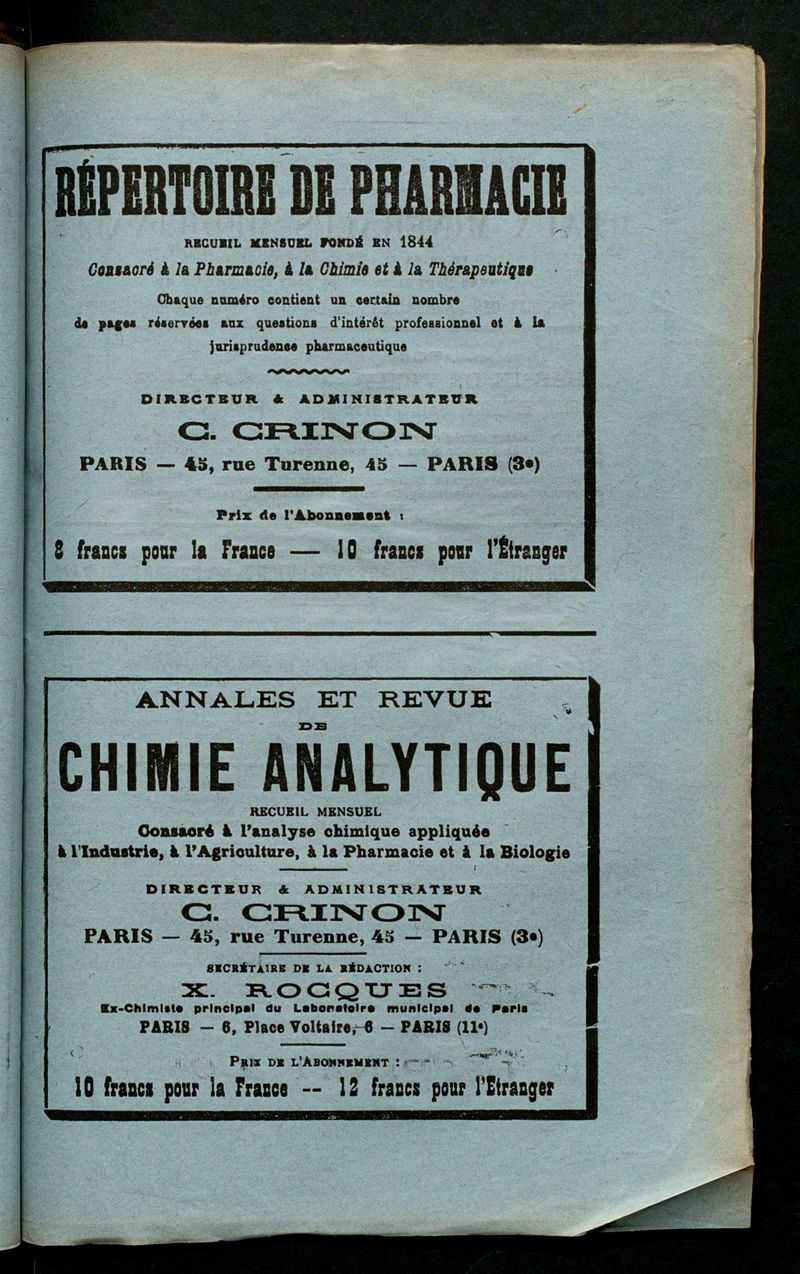 RÉPERTOIRE DE PHARMACIE
RECUEIL MENSUEL FONDÉ EN 1844
Consacré à la Pharmacie, à la Chimie et à la Thérapeutique
Chaque numéro contient un certain nombre
de pages réservées aux questions d'intérêt professionnel et à la
jurisprudence pharmaceutique
DIRECTEUR & ADMINISTRATEUR
C. CRINON
PARIS — 45, rue Turenne, 45 — PARIS (3e)
Prix de l'Abonnement :
8 francs pour la France — 10 francs pour l'Étranger
ANNALES ET REVUE
DE
CHIMIE ANALYTIQUE
RECUEIL MENSUEL
Consacré à l'analyse chimique appliquée
à l'Industrie, à l'Agriculture, à la Pharmacie et à la Biologie
DIRECTEUR & ADMINISTRATEUR
C. CRINON
PARIS — 45, rue Turenne, 45 — PARIS (3e)
SECRÉTAIRE DE LA RÉDACTION :
X. ROCQUES
Ex-Chimiste principal du Laboratoire municipal de Paris
PARIS — 6, Place Voltaire, 6 — PARIS (11e)
PRIX DE L'ABONNEMENT :
10 francs pour la France -- 12 francs pour l'Etranger